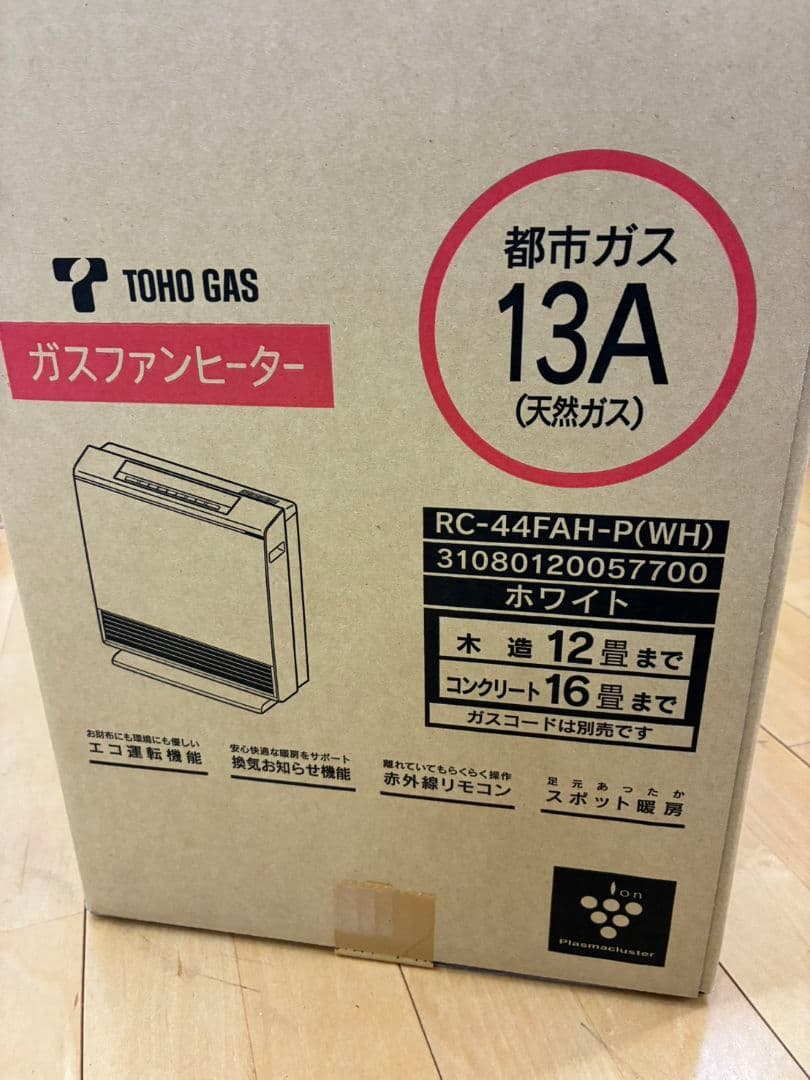 TOHO GAS
ガスファンヒーター
都市ガス
13A
(天然ガス)
RC-44FAH-P(WH)
31080120057700
ホワイト
木造 12畳まで
コンクリート 16畳まで
ガスコードは別売です
お財布にも環境にも優しい
エコ運転機能
安心快適な暖房をサポート
換気お知らせ機能
離れていてもらくらく操作
赤外線リモコン
足元あったか
スポット暖房
Ion
Plasmacluster